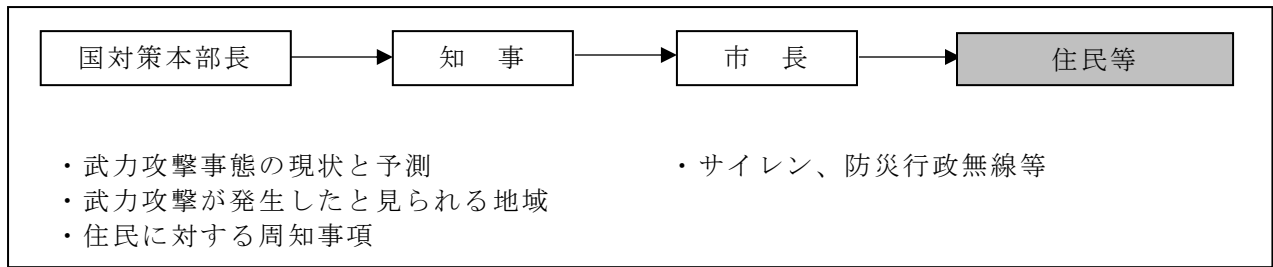 国対策本部長 知　事 市　長 住民等
・武力攻撃事態の現状と予測 ・サイレン、防災行政無線等
・武力攻撃が発生したと見られる地域
・住民に対する周知事項